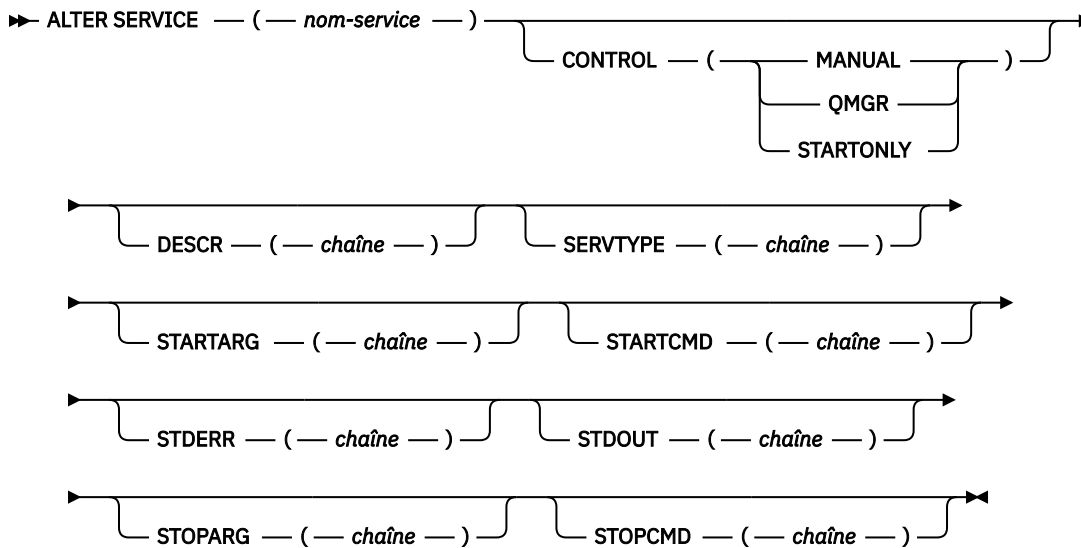 ALTER SERVICE ( nom-service )
CONTROL ( MANUAL )
QMGR
STARTONLY
DESCR ( chaîne ) SERVTYPE ( chaîne )
STARTARG ( chaîne ) STARTCMD ( chaîne )
STDERR ( chaîne ) STDOUT ( chaîne )
STOPARG ( chaîne ) STOPCMD ( chaîne )